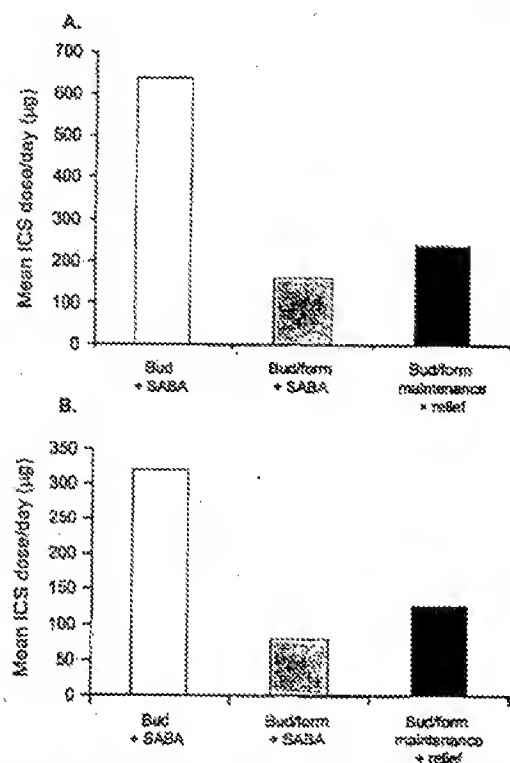 A.
Mean ICS dose/day (µg)
700
600
500
400
300
200
100
0
Bud
+ SABA
Bud/form
+ SABA
Bud/form
maintenance
+ relief
B.
Mean ICS dose/day (µg)
350
300
250
200
150
100
50
0
Bud
+ SABA
Bud/form
+ SABA
Bud/form
maintenance
+ relief